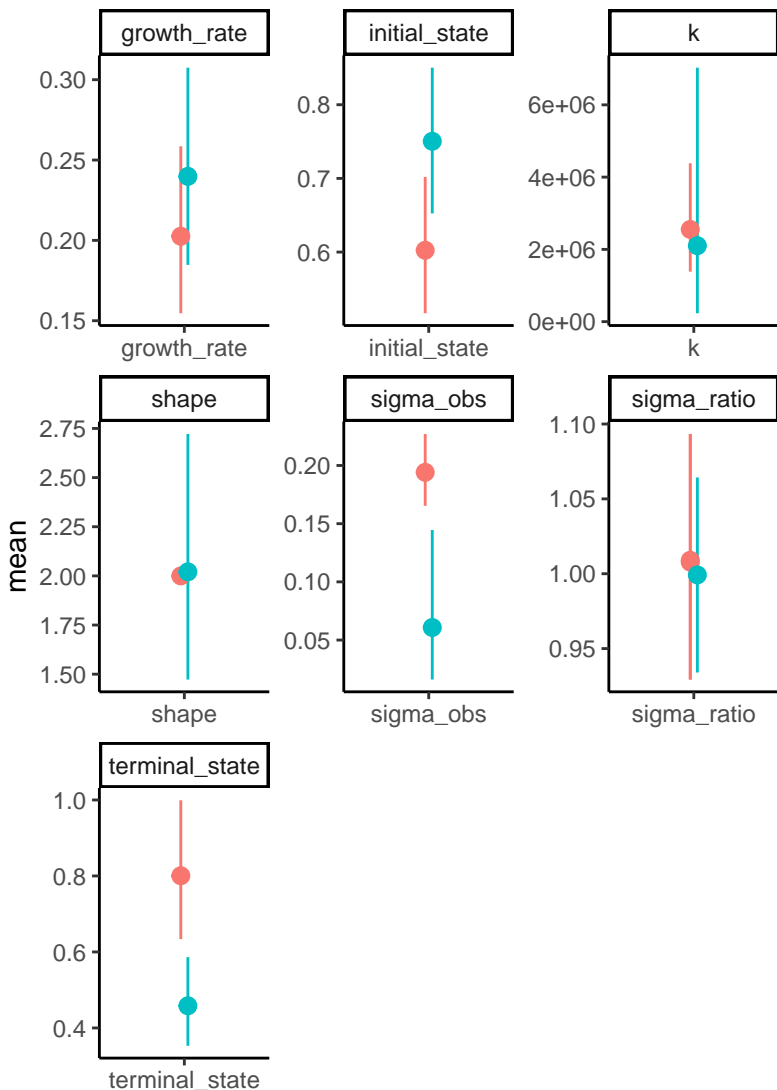 growth_rate
initial_state
k
0.30
0.25
0.20
0.15
0.8
0.7
0.6
6e+06
4e+06
2e+06
0e+00
growth_rate
initial_state
k
shape
sigma_obs
sigma_ratio
2.75
2.50
2.25
2.00
1.75
1.50
0.20
0.15
0.10
0.05
1.10
1.05
1.00
0.95
mean
shape
sigma_obs
sigma_ratio
terminal_state
1.0
0.8
0.6
0.4
terminal_state